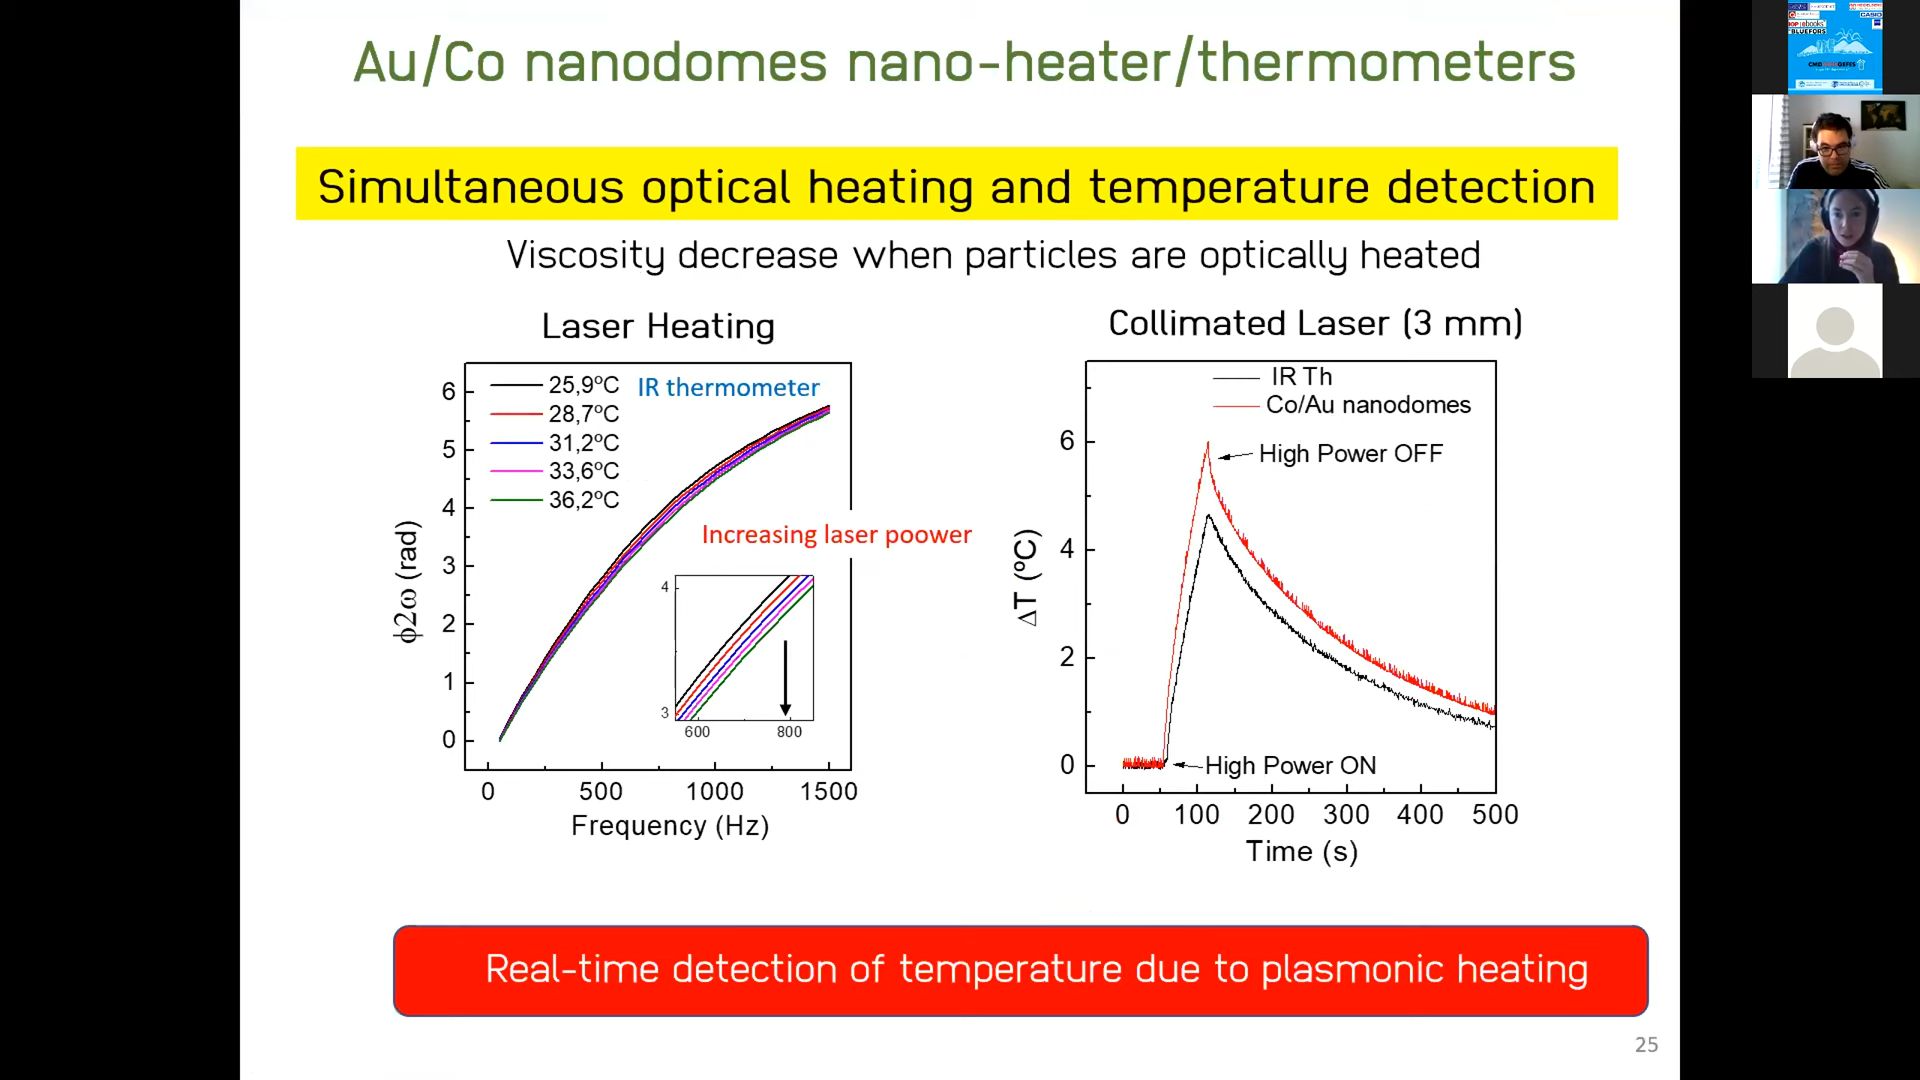 Au/Co nanodomes nano-heater/thermometers
Simultaneous optical heating and temperature detection
Viscosity decrease when particles are optically heated
Laser Heating
25,9ºC
28,7ºC
31,2ºC
33,6ºC
36,2ºC
IR thermometer
Increasing laser poower
6
5
4
3
2
1
0
ϕ2ω (rad)
4
3
600 800
0 500 1000 1500
Frequency (Hz)
Collimated Laser (3 mm)
IR Th
Co/Au nanodomes
High Power OFF
High Power ON
6
4
2
0
ΔT (ºC)
0 100 200 300 400 500
Time (s)
Real-time detection of temperature due to plasmonic heating
25
CASIO
BLUEFORS